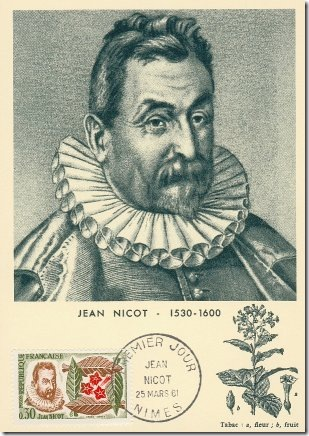 JEAN NICOT - 1530-1600
REPUBLIQUE FRANCAISE
0,30 JEAN NICOT
PREMIER JOUR
JEAN
NICOT
25 MARS 61
NIMES
a
b
Tabac : a, fleur ; b, fruit